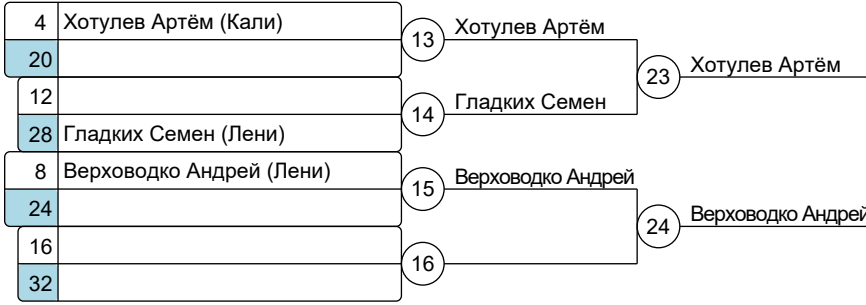 4 Хотулев Артём (Кали)
20
12
28 Гладких Семен (Лени)
8 Верховодко Андрей (Лени)
24
16
32
13 Хотулев Артём
14 Гладких Семен
15 Верховодко Андрей
16
23 Хотулев Артём
24 Верховодко Андрей